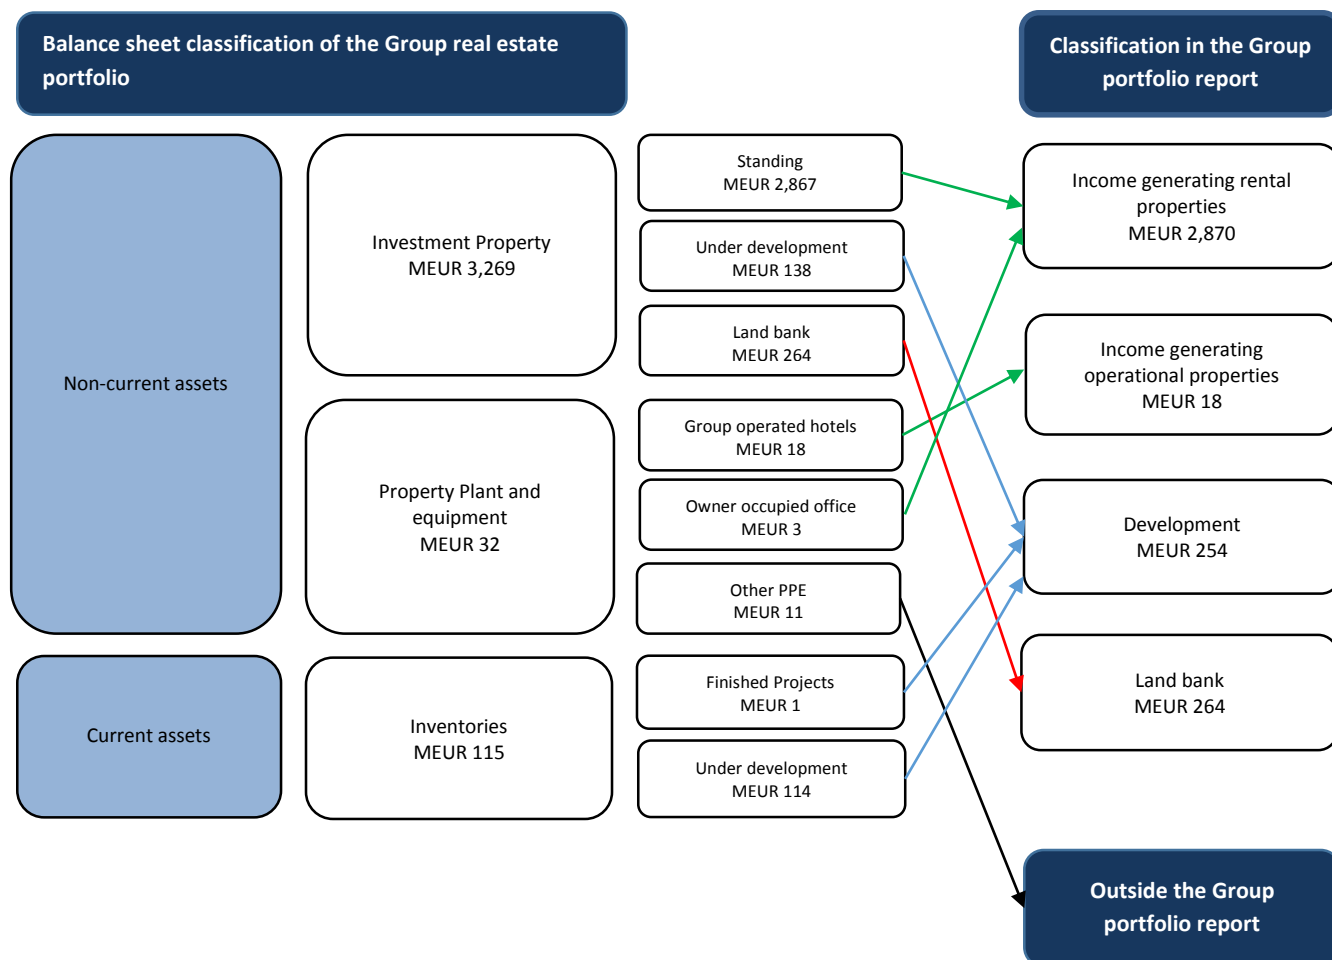 Balance sheet classification of the Group real estate
portfolio
Classification in the Group
portfolio report
Non-current assets
Investment Property
MEUR 3,269
Standing
MEUR 2,867
Under development
MEUR 138
Land bank
MEUR 264
Property Plant and
equipment
MEUR 32
Group operated hotels
MEUR 18
Owner occupied office
MEUR 3
Other PPE
MEUR 11
Current assets
Inventories
MEUR 115
Finished Projects
MEUR 1
Under development
MEUR 114
Income generating rental
properties
MEUR 2,870
Income generating
operational properties
MEUR 18
Development
MEUR 254
Land bank
MEUR 264
Outside the Group
portfolio report